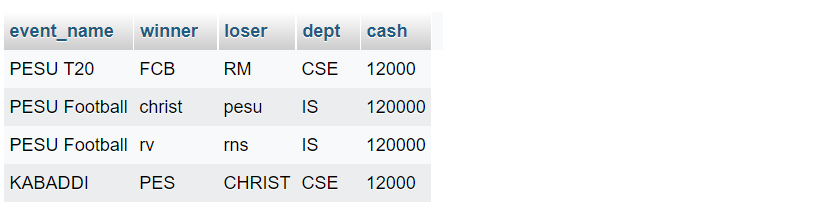 event_name winner loser dept cash
PESU T20 FCB RM CSE 12000
PESU Football christ pesu IS 120000
PESU Football rv rns IS 120000
KABADDI PES CHRIST CSE 12000